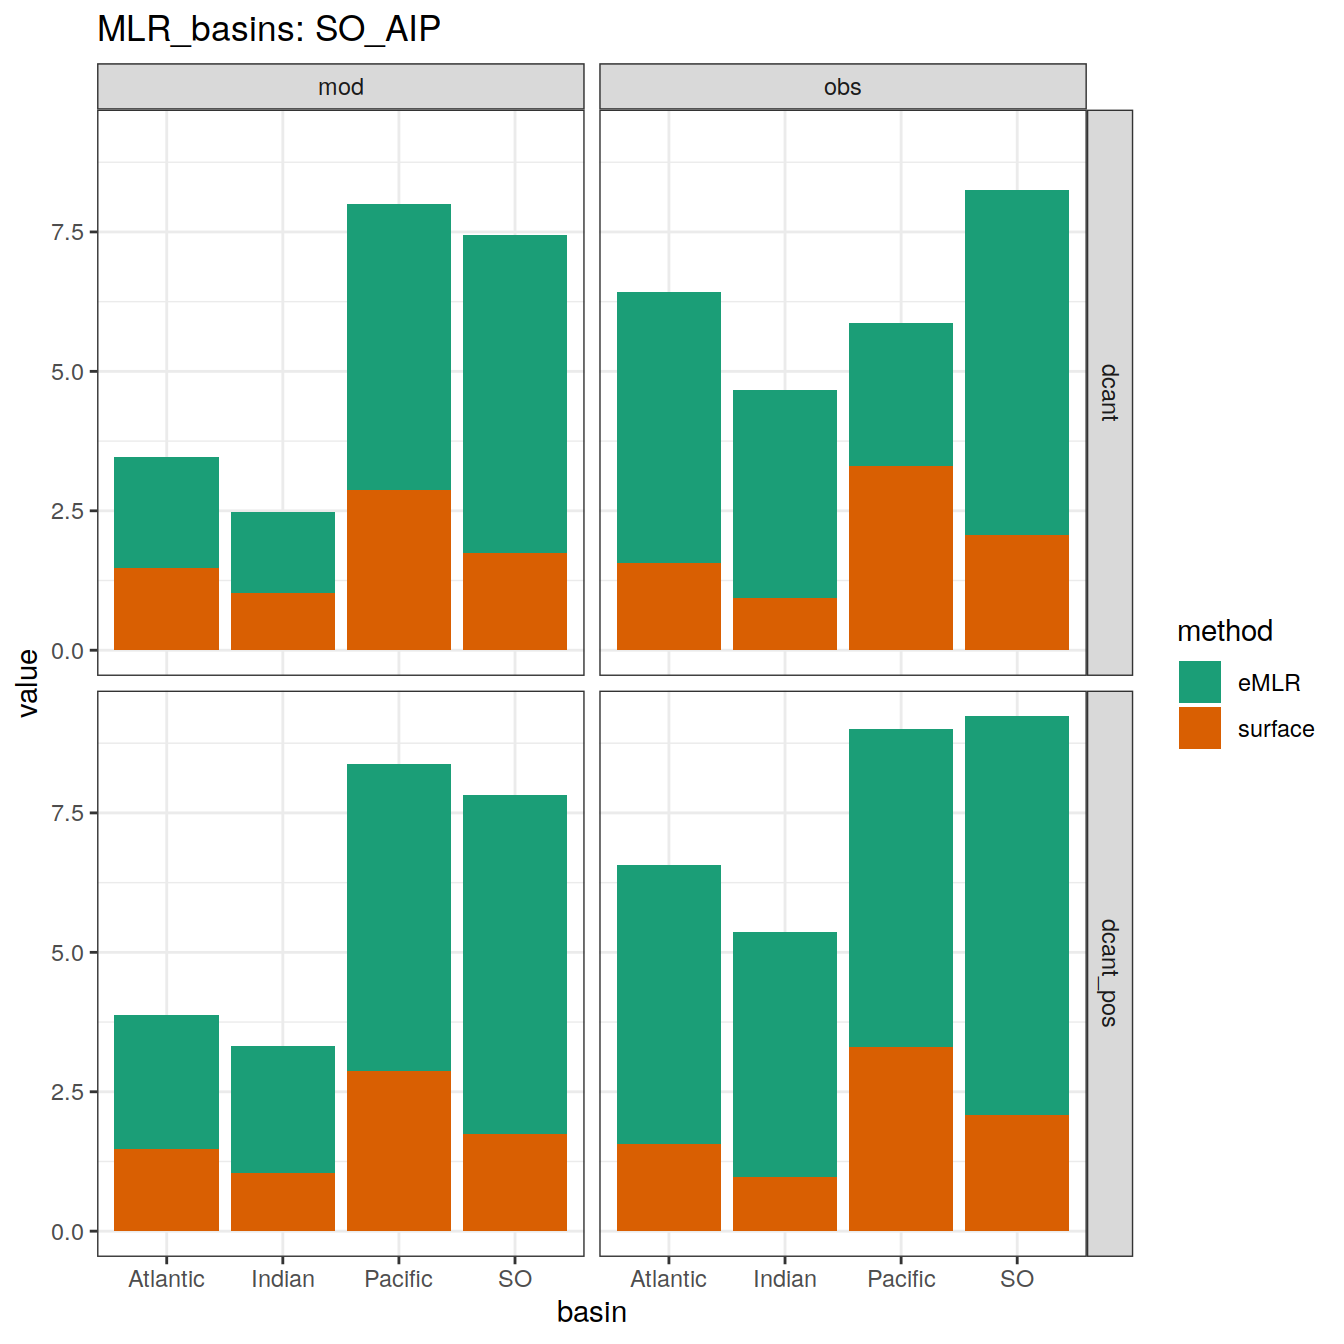 MLR_basins: SO_AIP
mod
obs
7.5
5.0
2.5
0.0
dcant
7.5
5.0
2.5
0.0
dcant_pos
value
Atlantic Indian Pacific SO
Atlantic Indian Pacific SO
basin
method
eMLR
surface